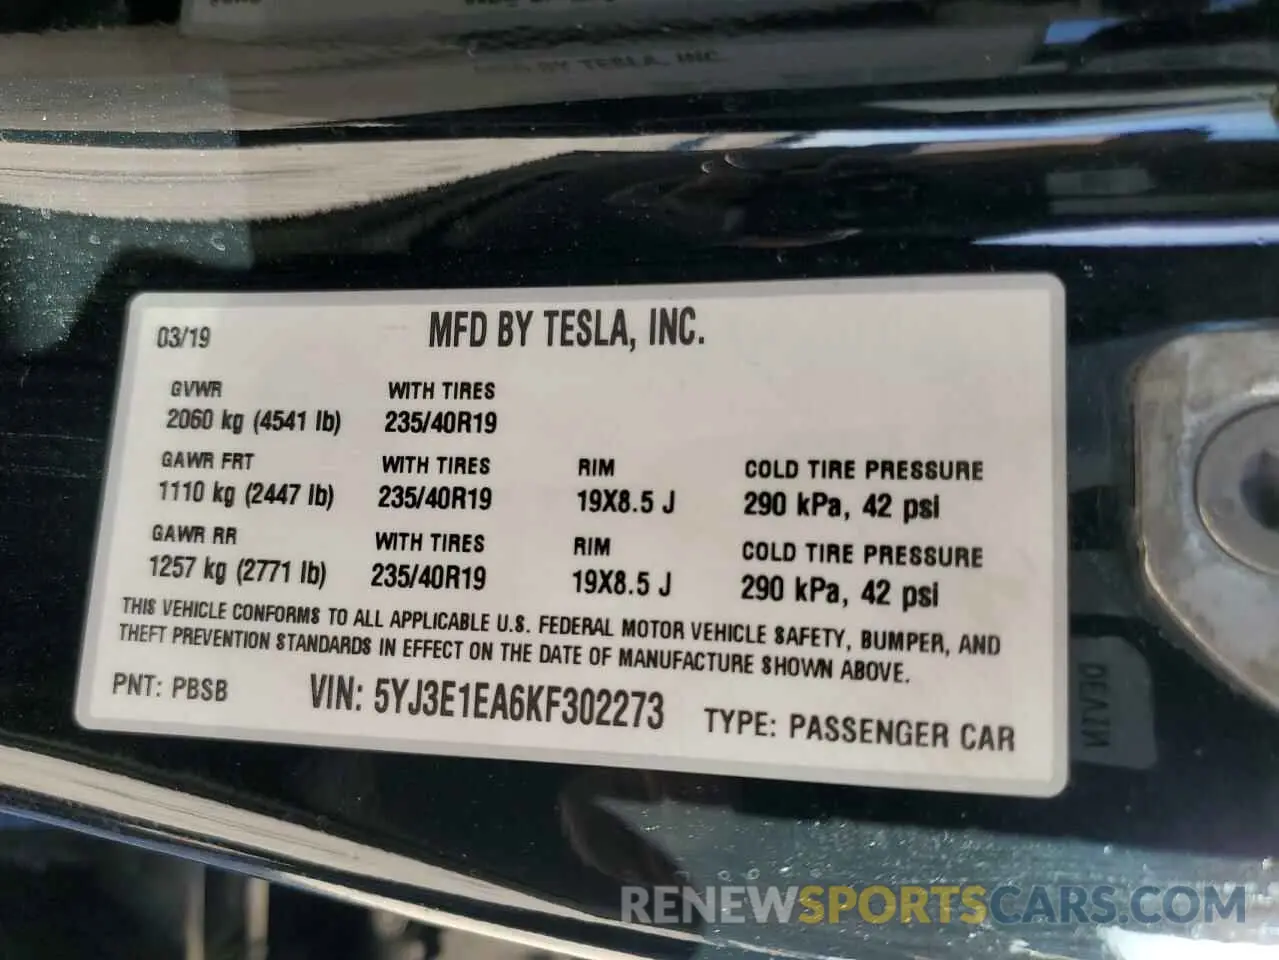 MFD BY TESLA, INC.
03/19
MFD BY TESLA, INC.
GVWR WITH TIRES
2060 kg (4541 lb) 235/40R19
GAWR FRT WITH TIRES RIM COLD TIRE PRESSURE
1110 kg (2447 lb) 235/40R19 19X8.5 J 290 kPa, 42 psi
GAWR RR WITH TIRES RIM COLD TIRE PRESSURE
1257 kg (2771 lb) 235/40R19 19X8.5 J 290 kPa, 42 psi
THIS VEHICLE CONFORMS TO ALL APPLICABLE U.S. FEDERAL MOTOR VEHICLE SAFETY, BUMPER, AND
THEFT PREVENTION STANDARDS IN EFFECT ON THE DATE OF MANUFACTURE SHOWN ABOVE.
PNT: PBSB VIN: 5YJ3E1EA6KF302273 TYPE: PASSENGER CAR
RENEWSPORTSCARS.COM